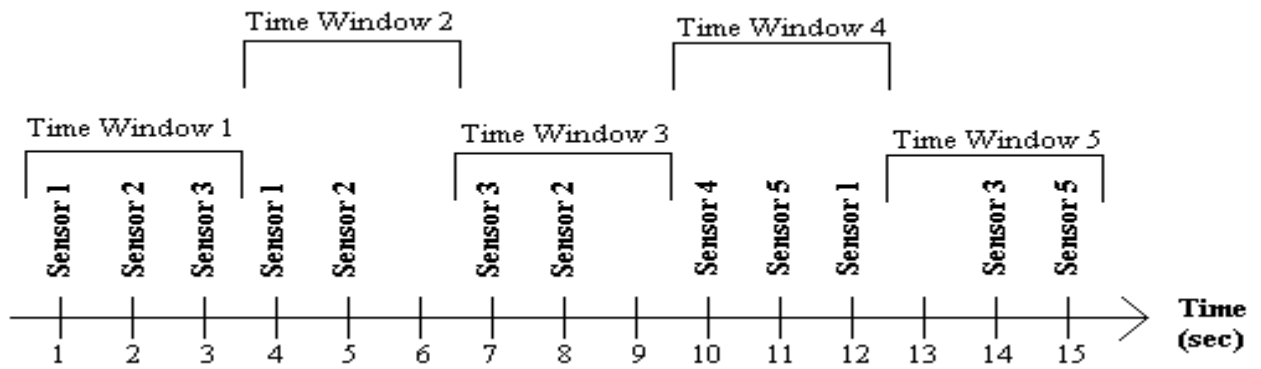 Time Window 2
Time Window 4
Time Window 1
Time Window 3
Time Window 5
Sensor 1
Sensor 2
Sensor 3
Sensor 1
Sensor 2
Sensor 3
Sensor 2
Sensor 4
Sensor 5
Sensor 1
Sensor 3
Sensor 5
Time
(sec)
1 2 3 4 5 6 7 8 9 10 11 12 13 14 15